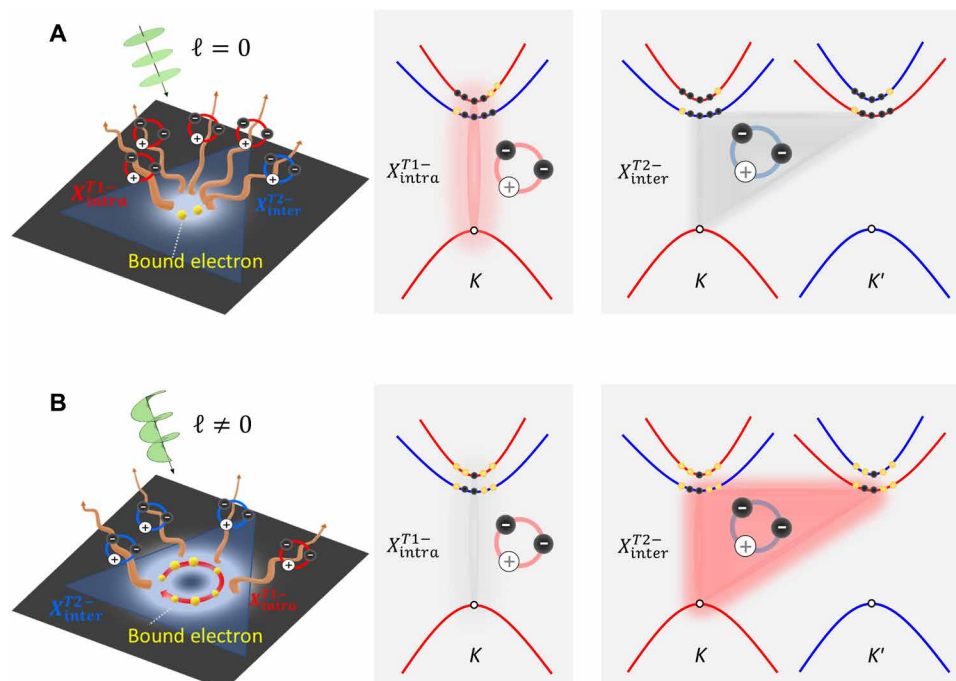 A
ℓ = 0
X^{T1−}_{intra}
X^{T2−}_{inter}
Bound electron
X^{T1−}_{intra}
K
X^{T2−}_{inter}
K
K'
B
ℓ ≠ 0
X^{T2−}_{inter}
X^{T1−}_{intra}
Bound electron
X^{T1−}_{intra}
K
X^{T2−}_{inter}
K
K'